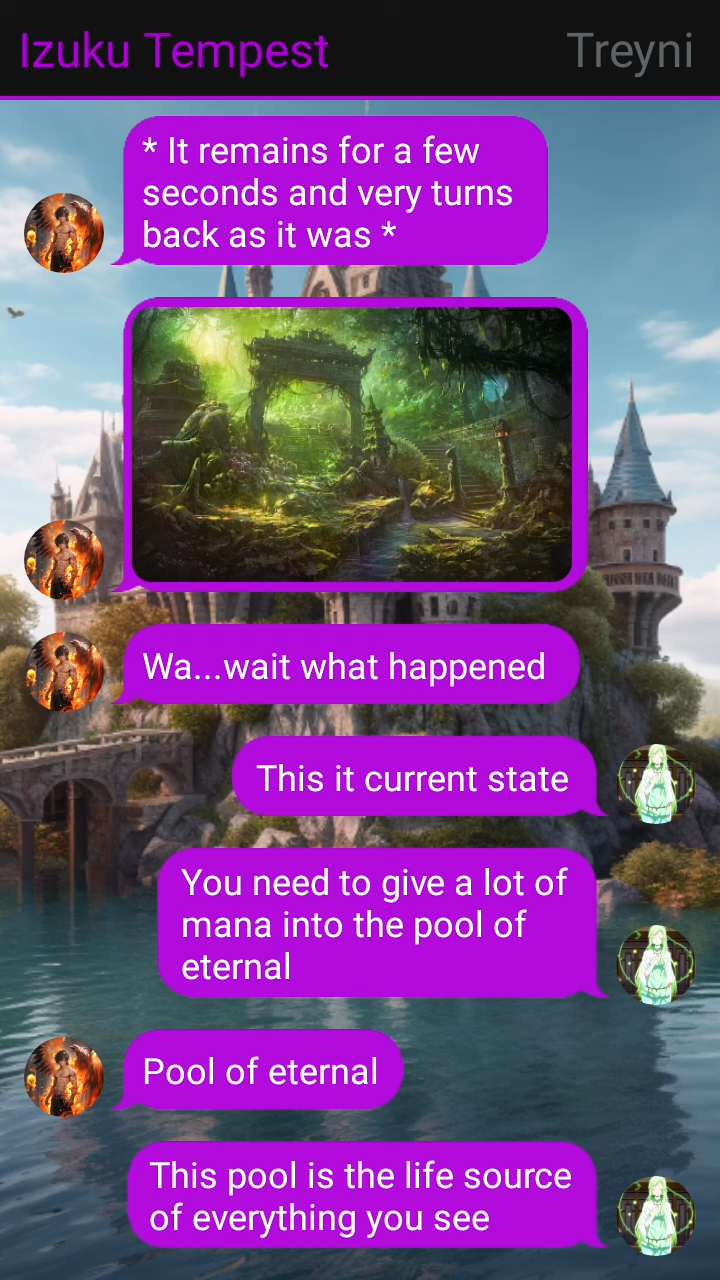 Izuku Tempest
Treyni
* It remains for a few
seconds and very turns
back as it was *
Wa...wait what happened
This it current state
You need to give a lot of
mana into the pool of
eternal
Pool of eternal
This pool is the life source
of everything you see